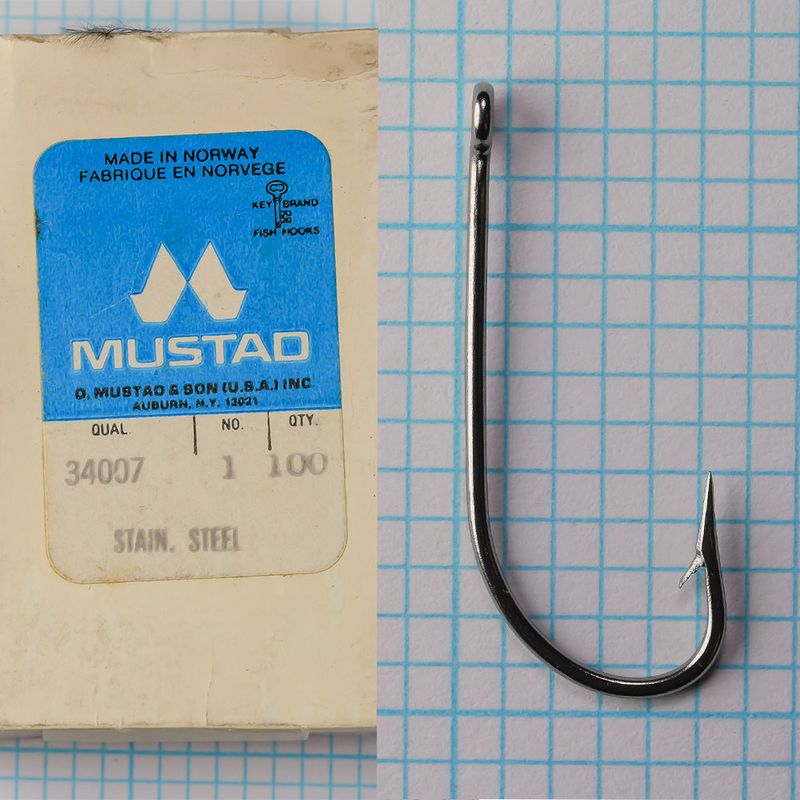 MADE IN NORWAY
FABRIQUE EN NORVEGE
KEY BRAND
FISH HOOKS
MUSTAD
O. MUSTAD & SON (U.S.A.) INC
AUBURN, N.Y. 13021
QUAL. NO. QTY.
34007 1 100
STAIN. STEEL